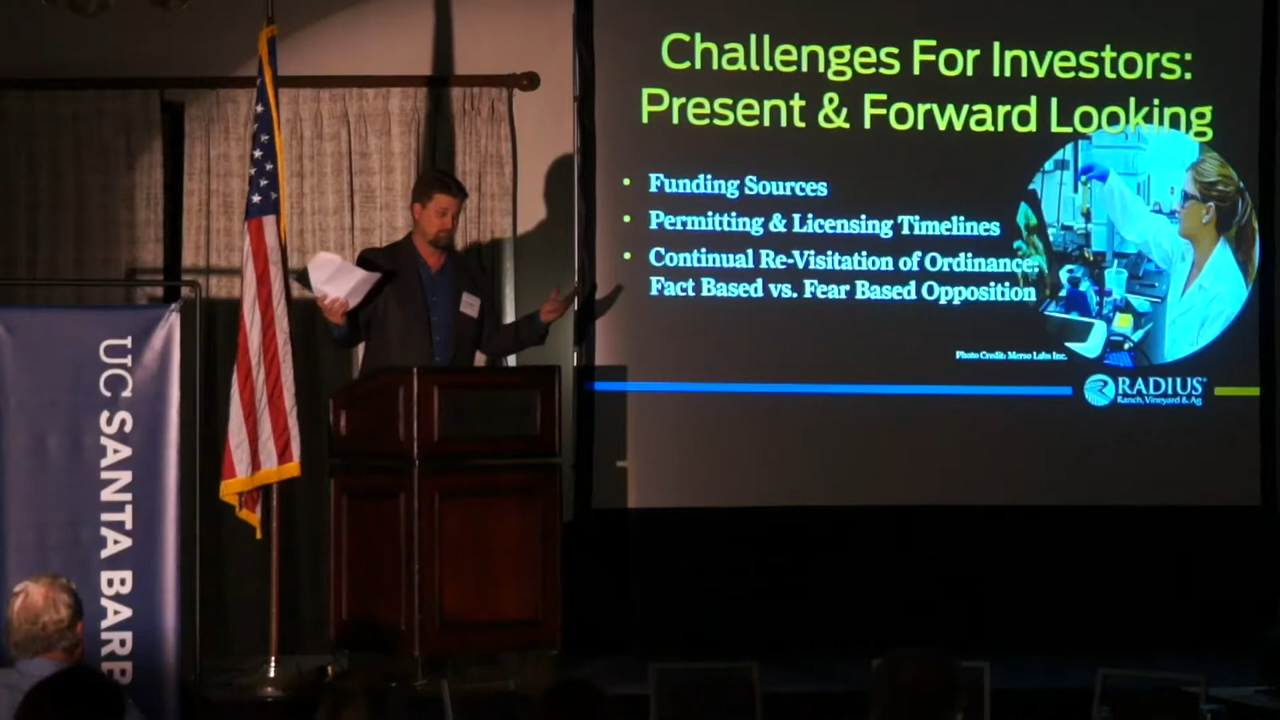 Challenges For Investors:
Present & Forward Looking
• Funding Sources
• Permitting & Licensing Timelines
• Continual Re-Visitation of Ordinance:
Fact Based vs. Fear Based Opposition
Photo Credit: Merso Labs Inc.
RADIUS
Ranch, Vineyard & Ag
UC SANTA BARB